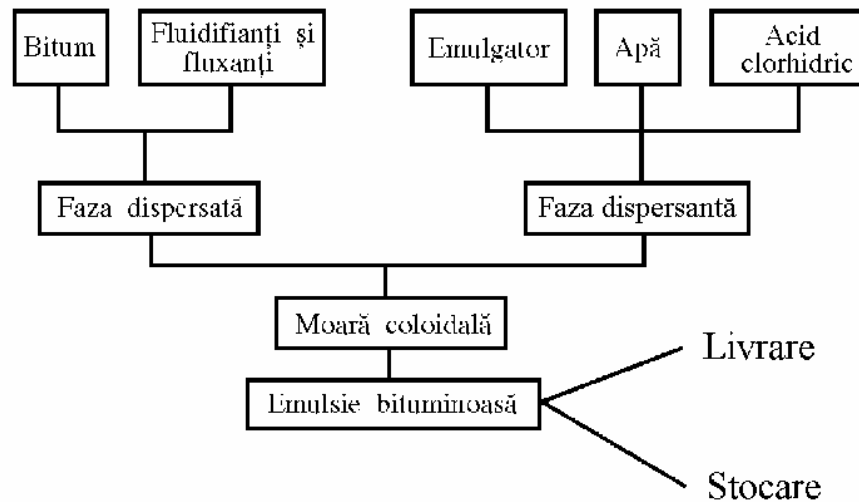 Bitum
Fluidifianți și
fluxanți
Emulgator
Apă
Acid
clorhidric
Faza dispersată
Faza dispersantă
Moară coloidală
Emulsie bituminoasă
Livrare
Stocare